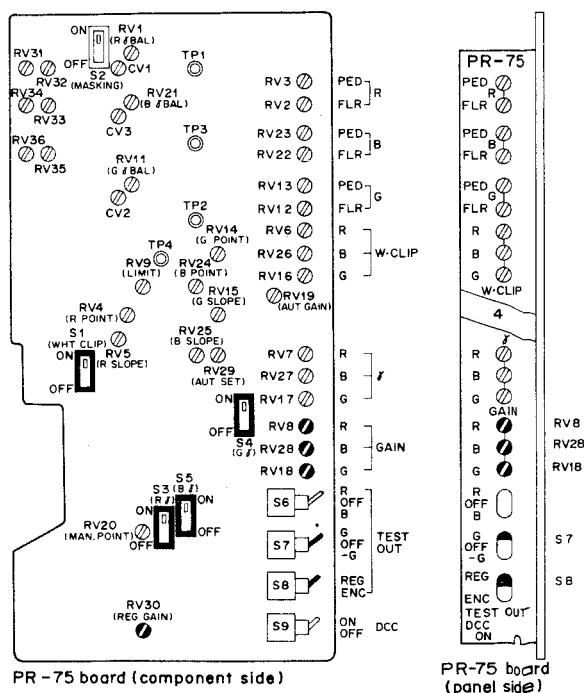 ON
OFF
S2
(MASKING)
RV1
(R γ BAL)
CV1
RV31
RV32
RV34
RV33
RV36
RV35
RV21
(B γ BAL)
CV3
RV11
(G γ BAL)
CV2
TP1
TP3
TP2
TP4
RV14
(G POINT)
RV9
(LIMIT)
RV24
(B POINT)
RV15
(G SLOPE)
RV4
(R POINT)
S1
(WHT CLIP)
ON
OFF
RV5
(R SLOPE)
RV25
(B SLOPE)
RV29
(AUT SET)
RV19
(AUT GAIN)
RV3 PED
RV2 FLR
R
RV23 PED
RV22 FLR
B
RV13 PED
RV12 FLR
G
RV6 R
RV26 B
RV16 G
W·CLIP
RV7 R
RV27 B
RV17 G
γ
ON
OFF
S4
(G γ)
RV8 R
RV28 B
RV18 G
GAIN
S3
(R γ)
ON
OFF
S5
(B γ)
ON
OFF
RV20
(MAN. POINT)
S6 R
OFF
B
S7 G
OFF
-G
S8 REG
ENC
TEST
OUT
S9 ON
OFF
DCC
RV30
(REG GAIN)
PR-75 board (component side)
PR-75
PED
R
FLR
PED
B
FLR
PED
G
FLR
R
B
G
W·CLIP
4
γ
R
B
G
GAIN
R RV8
B RV28
G RV18
R
OFF
B
G
OFF
-G
S7
REG
ENC
S8
TEST OUT
DCC
ON
PR-75 board
(panel side)